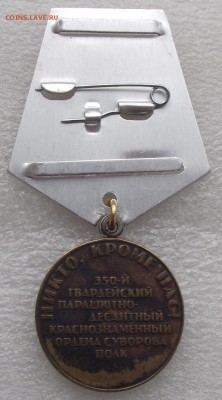 COINS.LAVE.RU
НИКТО, КРОМЕ НАС!
350-Й
ГВАРДЕЙСКИЙ
ПАРАШЮТНО-
ДЕСАНТНЫЙ
КРАСНОЗНАМЕННЫЙ
ОРДЕНА СУВОРОВА
ПОЛК